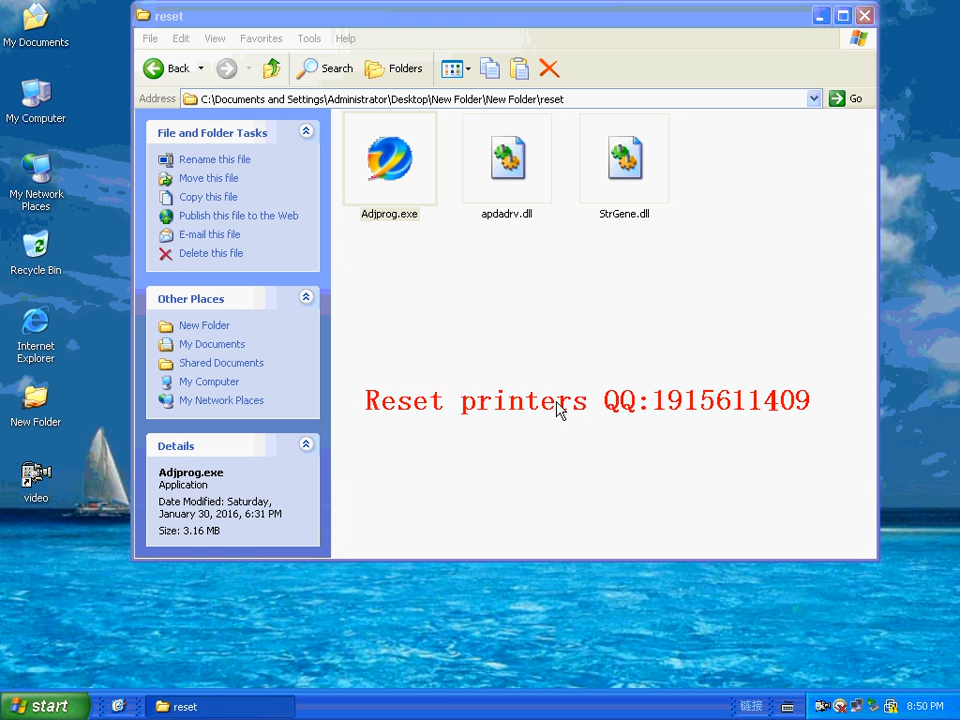 My Documents
My Computer
My Network
Places
Recycle Bin
Internet
Explorer
New Folder
video
reset
File Edit View Favorites Tools Help
Back Search Folders
Address C:\Documents and Settings\Administrator\Desktop\New Folder\New Folder\reset Go
File and Folder Tasks
Rename this file
Move this file
Copy this file
Publish this file to the Web
E-mail this file
Delete this file
Other Places
New Folder
My Documents
Shared Documents
My Computer
My Network Places
Details
Adjprog.exe
Application
Date Modified: Saturday,
January 30, 2016, 6:31 PM
Size: 3.16 MB
Adjprog.exe apdadrv.dll StrGene.dll
Reset printers QQ:1915611409
start reset 链接 8:50 PM